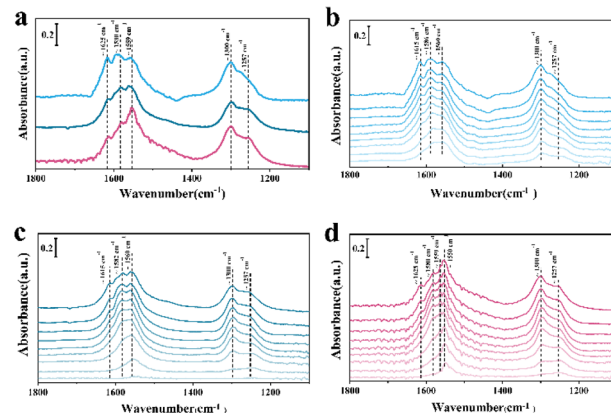 a
0.2
~1625 cm⁻¹
~1559 cm⁻¹
~1300 cm⁻¹
~1257 cm⁻¹
Absorbance(a.u.)
1800
1600
1400
1200
Wavenumber(cm⁻¹)
b
0.2
~1615 cm⁻¹
~1586 cm⁻¹
~1560 cm⁻¹
~1300 cm⁻¹
~1257 cm⁻¹
Absorbance(a.u.)
1800
1600
1400
1200
Wavenumber(cm⁻¹)
c
0.2
~1615 cm⁻¹
~1582 cm⁻¹
~1560 cm⁻¹
~1300 cm⁻¹
~1257 cm⁻¹
Absorbance(a.u.)
1800
1600
1400
1200
Wavenumber(cm⁻¹)
d
0.2
~1580 cm⁻¹
~1550 cm⁻¹
~1300 cm⁻¹
~1257 cm⁻¹
Absorbance(a.u.)
1800
1600
1400
1200
Wavenumber(cm⁻¹)